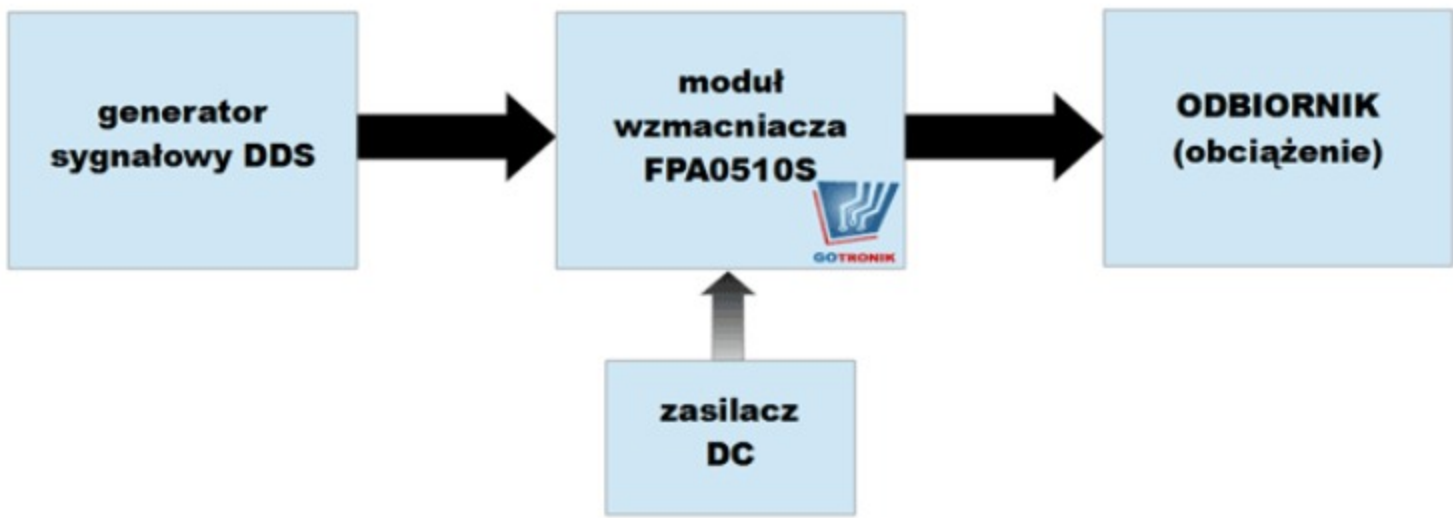 generator
sygnałowy DDS
moduł
wzmacniacza
FPA0510S
GOTRONIK
ODBIORNIK
(obciążenie)
zasilacz
DC